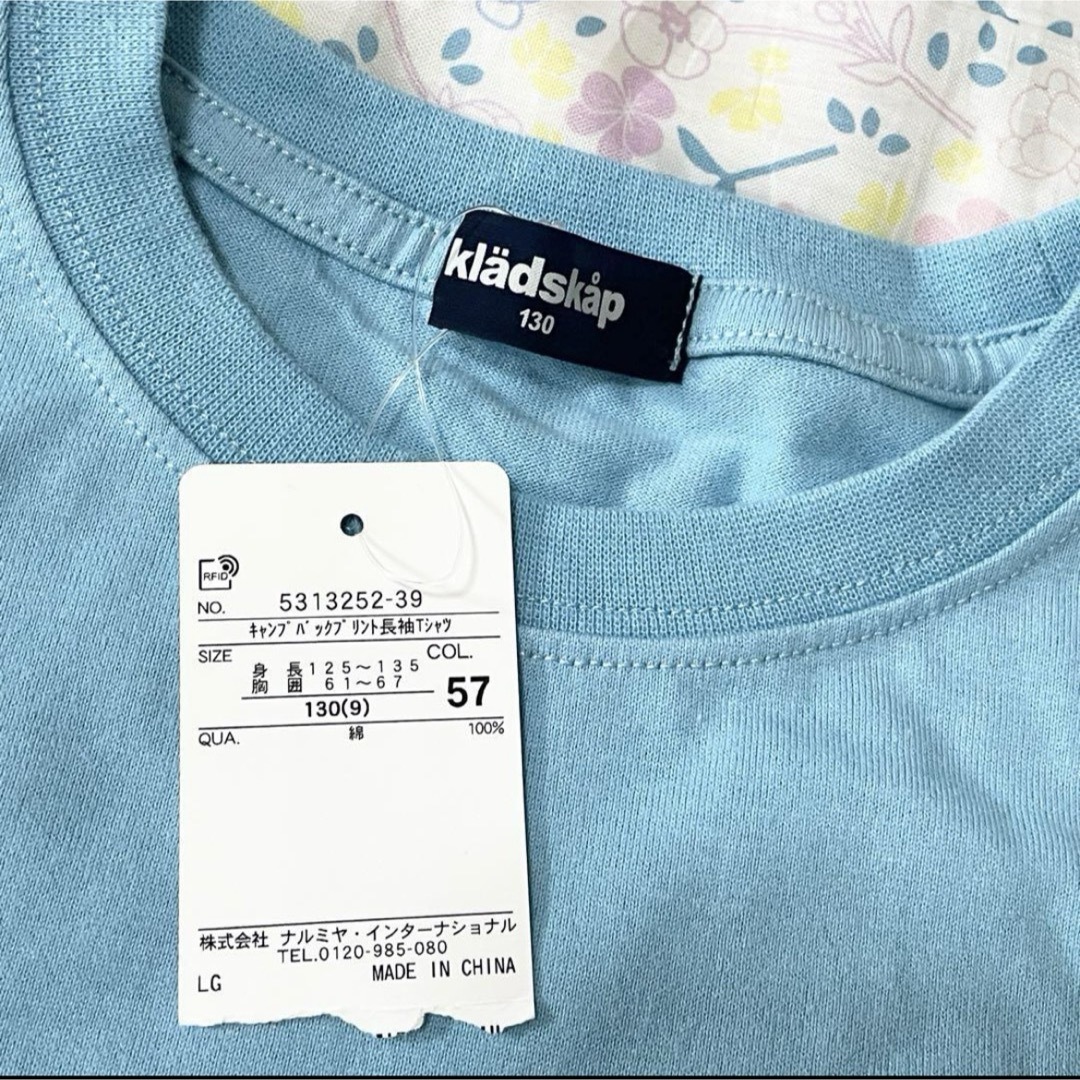 klädskåp
130
RFID
NO. 5313252-39
ｷｬﾝﾌﾟﾊﾞｯｸﾌﾟﾘﾝﾄ長袖Tｼｬﾂ
SIZE COL.
身 長125～135
胸 囲 61～67
57
130(9)
QUA. 綿 100%
株式会社 ナルミヤ・インターナショナル
TEL.0120-985-080
LG MADE IN CHINA